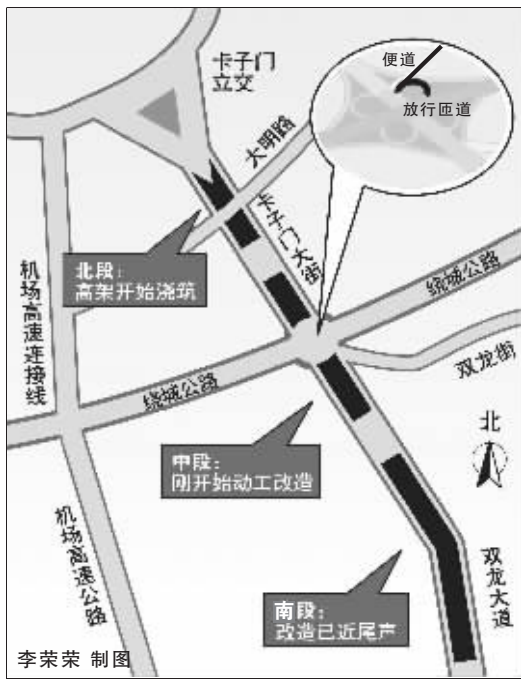 卡子门
立交
便道
放行匝道
大明路
卡子门大街
北段：
高架开始浇筑
机场高速连接线
绕城公路
双龙街
绕城公路
北
中段：
刚开始动工改造
机场高速公路
双龙大道
南段：
改造已近尾声
李荣荣 制图